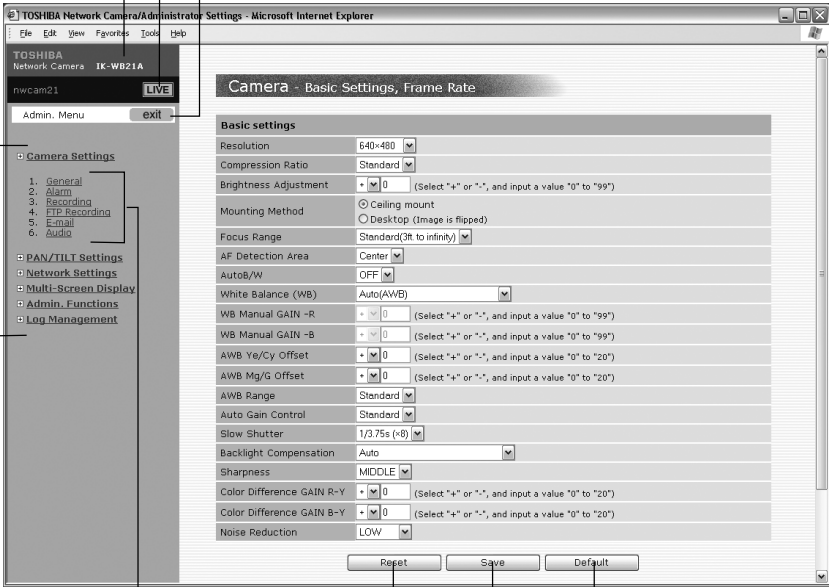 TOSHIBA Network Camera/Administrator Settings - Microsoft Internet Explorer
File Edit View Favorites Tools Help
TOSHIBA
Network Camera IK-WB21A
nwcam21 LIVE
Admin. Menu exit
Camera Settings
1. General
2. Alarm
3. Recording
4. FTP Recording
5. E-mail
6. Audio
PAN/TILT Settings
Network Settings
Multi-Screen Display
Admin. Functions
Log Management
Camera - Basic Settings, Frame Rate
Basic settings
Resolution 640×480
Compression Ratio Standard
Brightness Adjustment + 0 (Select "+" or "-", and input a value "0" to "99")
Mounting Method Ceiling mount
Desktop (Image is flipped)
Focus Range Standard(3ft. to infinity)
AF Detection Area Center
AutoB/W OFF
White Balance (WB) Auto(AWB)
WB Manual GAIN -R + 0 (Select "+" or "-", and input a value "0" to "99")
WB Manual GAIN -B + 0 (Select "+" or "-", and input a value "0" to "99")
AWB Ye/Cy Offset + 0 (Select "+" or "-", and input a value "0" to "20")
AWB Mg/G Offset + 0 (Select "+" or "-", and input a value "0" to "20")
AWB Range Standard
Auto Gain Control Standard
Slow Shutter 1/3.75s (×8)
Backlight Compensation Auto
Sharpness MIDDLE
Color Difference GAIN R-Y + 0 (Select "+" or "-", and input a value "0" to "20")
Color Difference GAIN B-Y + 0 (Select "+" or "-", and input a value "0" to "20")
Noise Reduction LOW
Reset Save Default